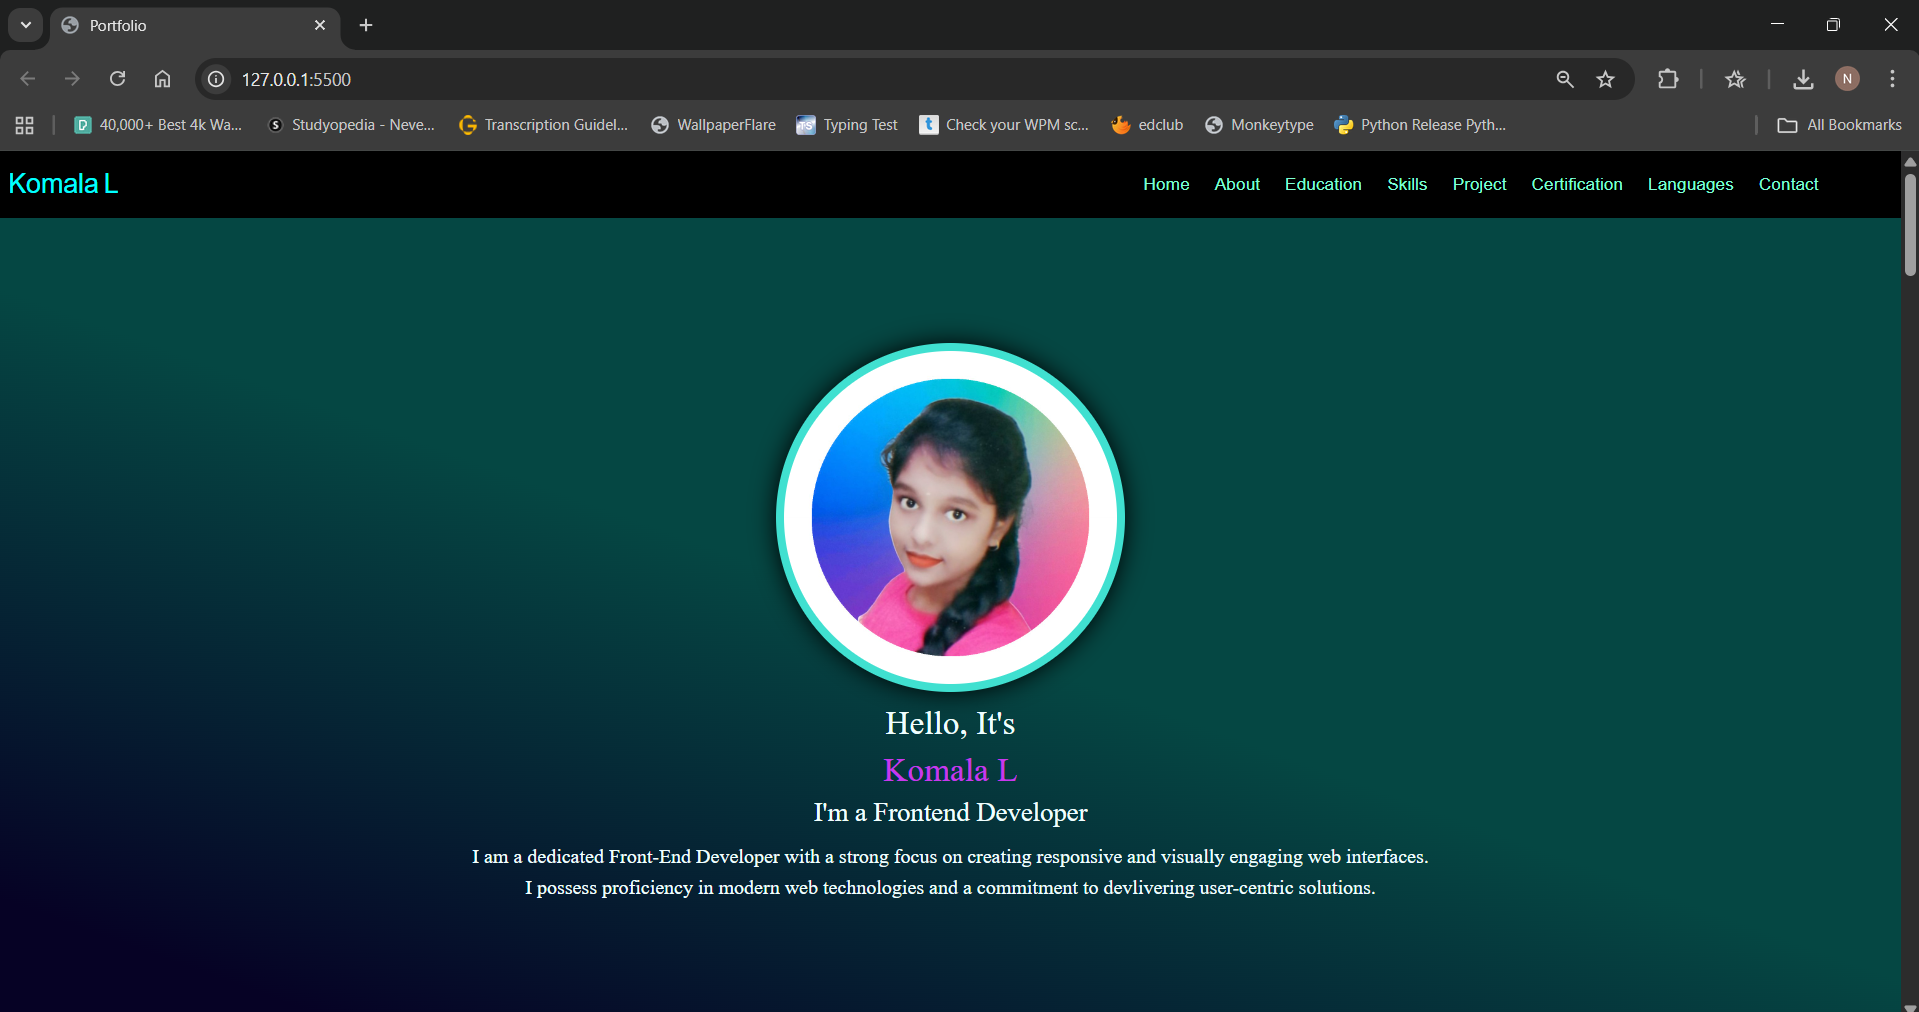 Portfolio
127.0.0.1:5500
N
40,000+ Best 4k Wa...
Studyopedia - Neve...
Transcription Guidel...
WallpaperFlare
Typing Test
Check your WPM sc...
edclub
Monkeytype
Python Release Pyth...
All Bookmarks
Komala L
Home About Education Skills Project Certification Languages Contact
Hello, It's
Komala L
I'm a Frontend Developer
I am a dedicated Front-End Developer with a strong focus on creating responsive and visually engaging web interfaces.
I possess proficiency in modern web technologies and a commitment to devlivering user-centric solutions.